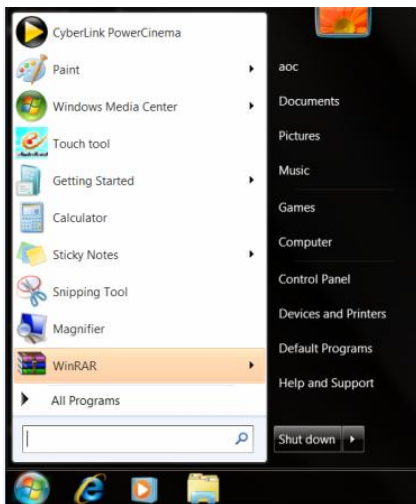 CyberLink PowerCinema
Paint
Windows Media Center
Touch tool
Getting Started
Calculator
Sticky Notes
Snipping Tool
Magnifier
WinRAR
All Programs
aoc
Documents
Pictures
Music
Games
Computer
Control Panel
Devices and Printers
Default Programs
Help and Support
Shut down